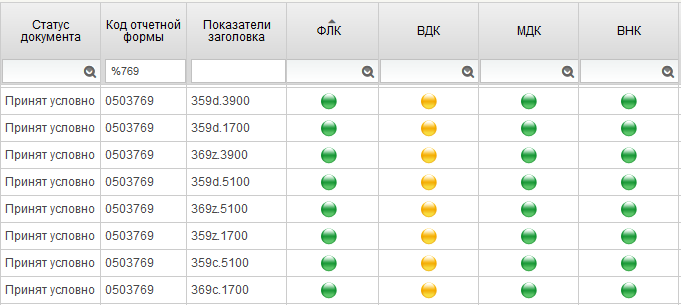 Статус документа Код отчетной формы Показатели заголовка ФЛК ВДК МДК ВНК
%769
Принят условно 0503769 359d.3900
Принят условно 0503769 359d.1700
Принят условно 0503769 369z.3900
Принят условно 0503769 359d.5100
Принят условно 0503769 369z.5100
Принят условно 0503769 359z.1700
Принят условно 0503769 359c.5100
Принят условно 0503769 369c.1700